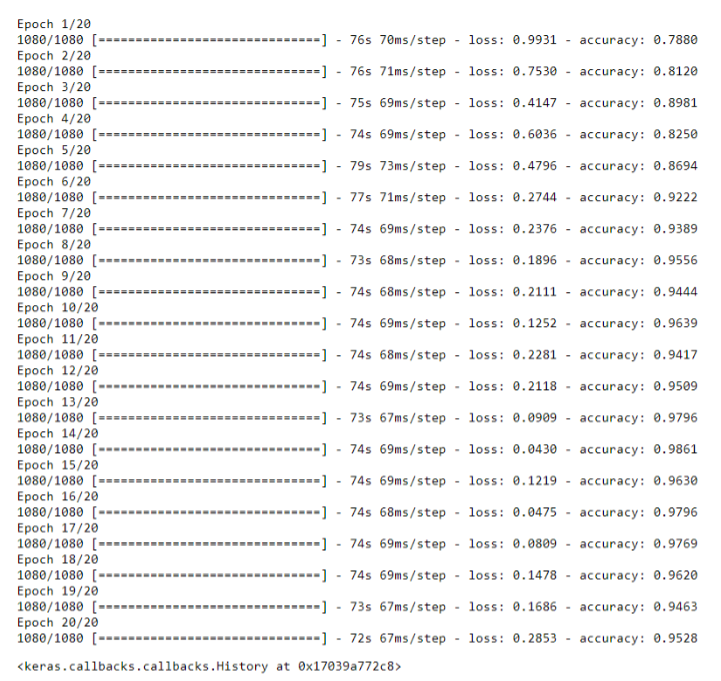 Epoch 1/20
1080/1080 [==============================] - 76s 70ms/step - loss: 0.9931 - accuracy: 0.7880
Epoch 2/20
1080/1080 [==============================] - 76s 71ms/step - loss: 0.7530 - accuracy: 0.8120
Epoch 3/20
1080/1080 [==============================] - 75s 69ms/step - loss: 0.4147 - accuracy: 0.8981
Epoch 4/20
1080/1080 [==============================] - 74s 69ms/step - loss: 0.6036 - accuracy: 0.8250
Epoch 5/20
1080/1080 [==============================] - 79s 73ms/step - loss: 0.4796 - accuracy: 0.8694
Epoch 6/20
1080/1080 [==============================] - 77s 71ms/step - loss: 0.2744 - accuracy: 0.9222
Epoch 7/20
1080/1080 [==============================] - 74s 69ms/step - loss: 0.2376 - accuracy: 0.9389
Epoch 8/20
1080/1080 [==============================] - 73s 68ms/step - loss: 0.1896 - accuracy: 0.9556
Epoch 9/20
1080/1080 [==============================] - 74s 68ms/step - loss: 0.2111 - accuracy: 0.9444
Epoch 10/20
1080/1080 [==============================] - 74s 69ms/step - loss: 0.1252 - accuracy: 0.9639
Epoch 11/20
1080/1080 [==============================] - 74s 68ms/step - loss: 0.2281 - accuracy: 0.9417
Epoch 12/20
1080/1080 [==============================] - 74s 69ms/step - loss: 0.2118 - accuracy: 0.9509
Epoch 13/20
1080/1080 [==============================] - 73s 67ms/step - loss: 0.0909 - accuracy: 0.9796
Epoch 14/20
1080/1080 [==============================] - 74s 69ms/step - loss: 0.0430 - accuracy: 0.9861
Epoch 15/20
1080/1080 [==============================] - 74s 69ms/step - loss: 0.1219 - accuracy: 0.9630
Epoch 16/20
1080/1080 [==============================] - 74s 68ms/step - loss: 0.0475 - accuracy: 0.9796
Epoch 17/20
1080/1080 [==============================] - 74s 69ms/step - loss: 0.0809 - accuracy: 0.9769
Epoch 18/20
1080/1080 [==============================] - 74s 69ms/step - loss: 0.1478 - accuracy: 0.9620
Epoch 19/20
1080/1080 [==============================] - 73s 67ms/step - loss: 0.1686 - accuracy: 0.9463
Epoch 20/20
1080/1080 [==============================] - 72s 67ms/step - loss: 0.2853 - accuracy: 0.9528
<keras.callbacks.callbacks.History at 0x17039a772c8>